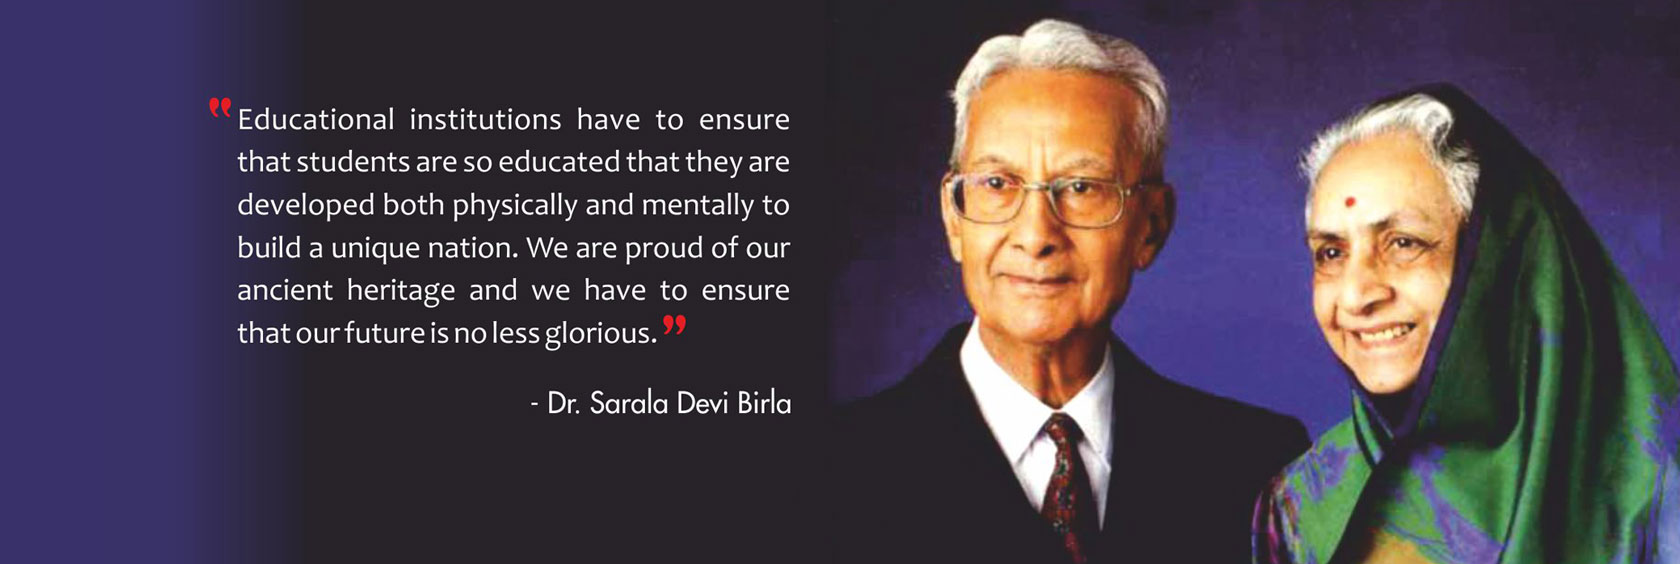 "Educational institutions have to ensure
that students are so educated that they are
developed both physically and mentally to
build a unique nation. We are proud of our
ancient heritage and we have to ensure
that our future is no less glorious."
- Dr. Sarala Devi Birla